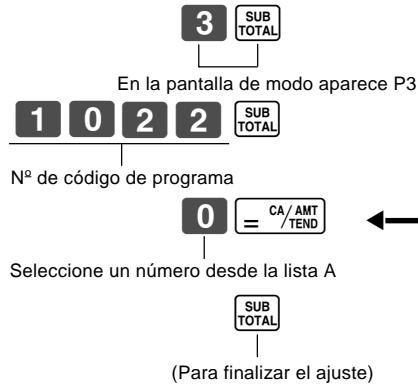 3 SUB TOTAL
En la pantalla de modo aparece P3
1 0 2 2 SUB TOTAL
Nº de código de programa
0 = CA/AMT TEND
Seleccione un número desde la lista A
SUB TOTAL
(Para finalizar el ajuste)